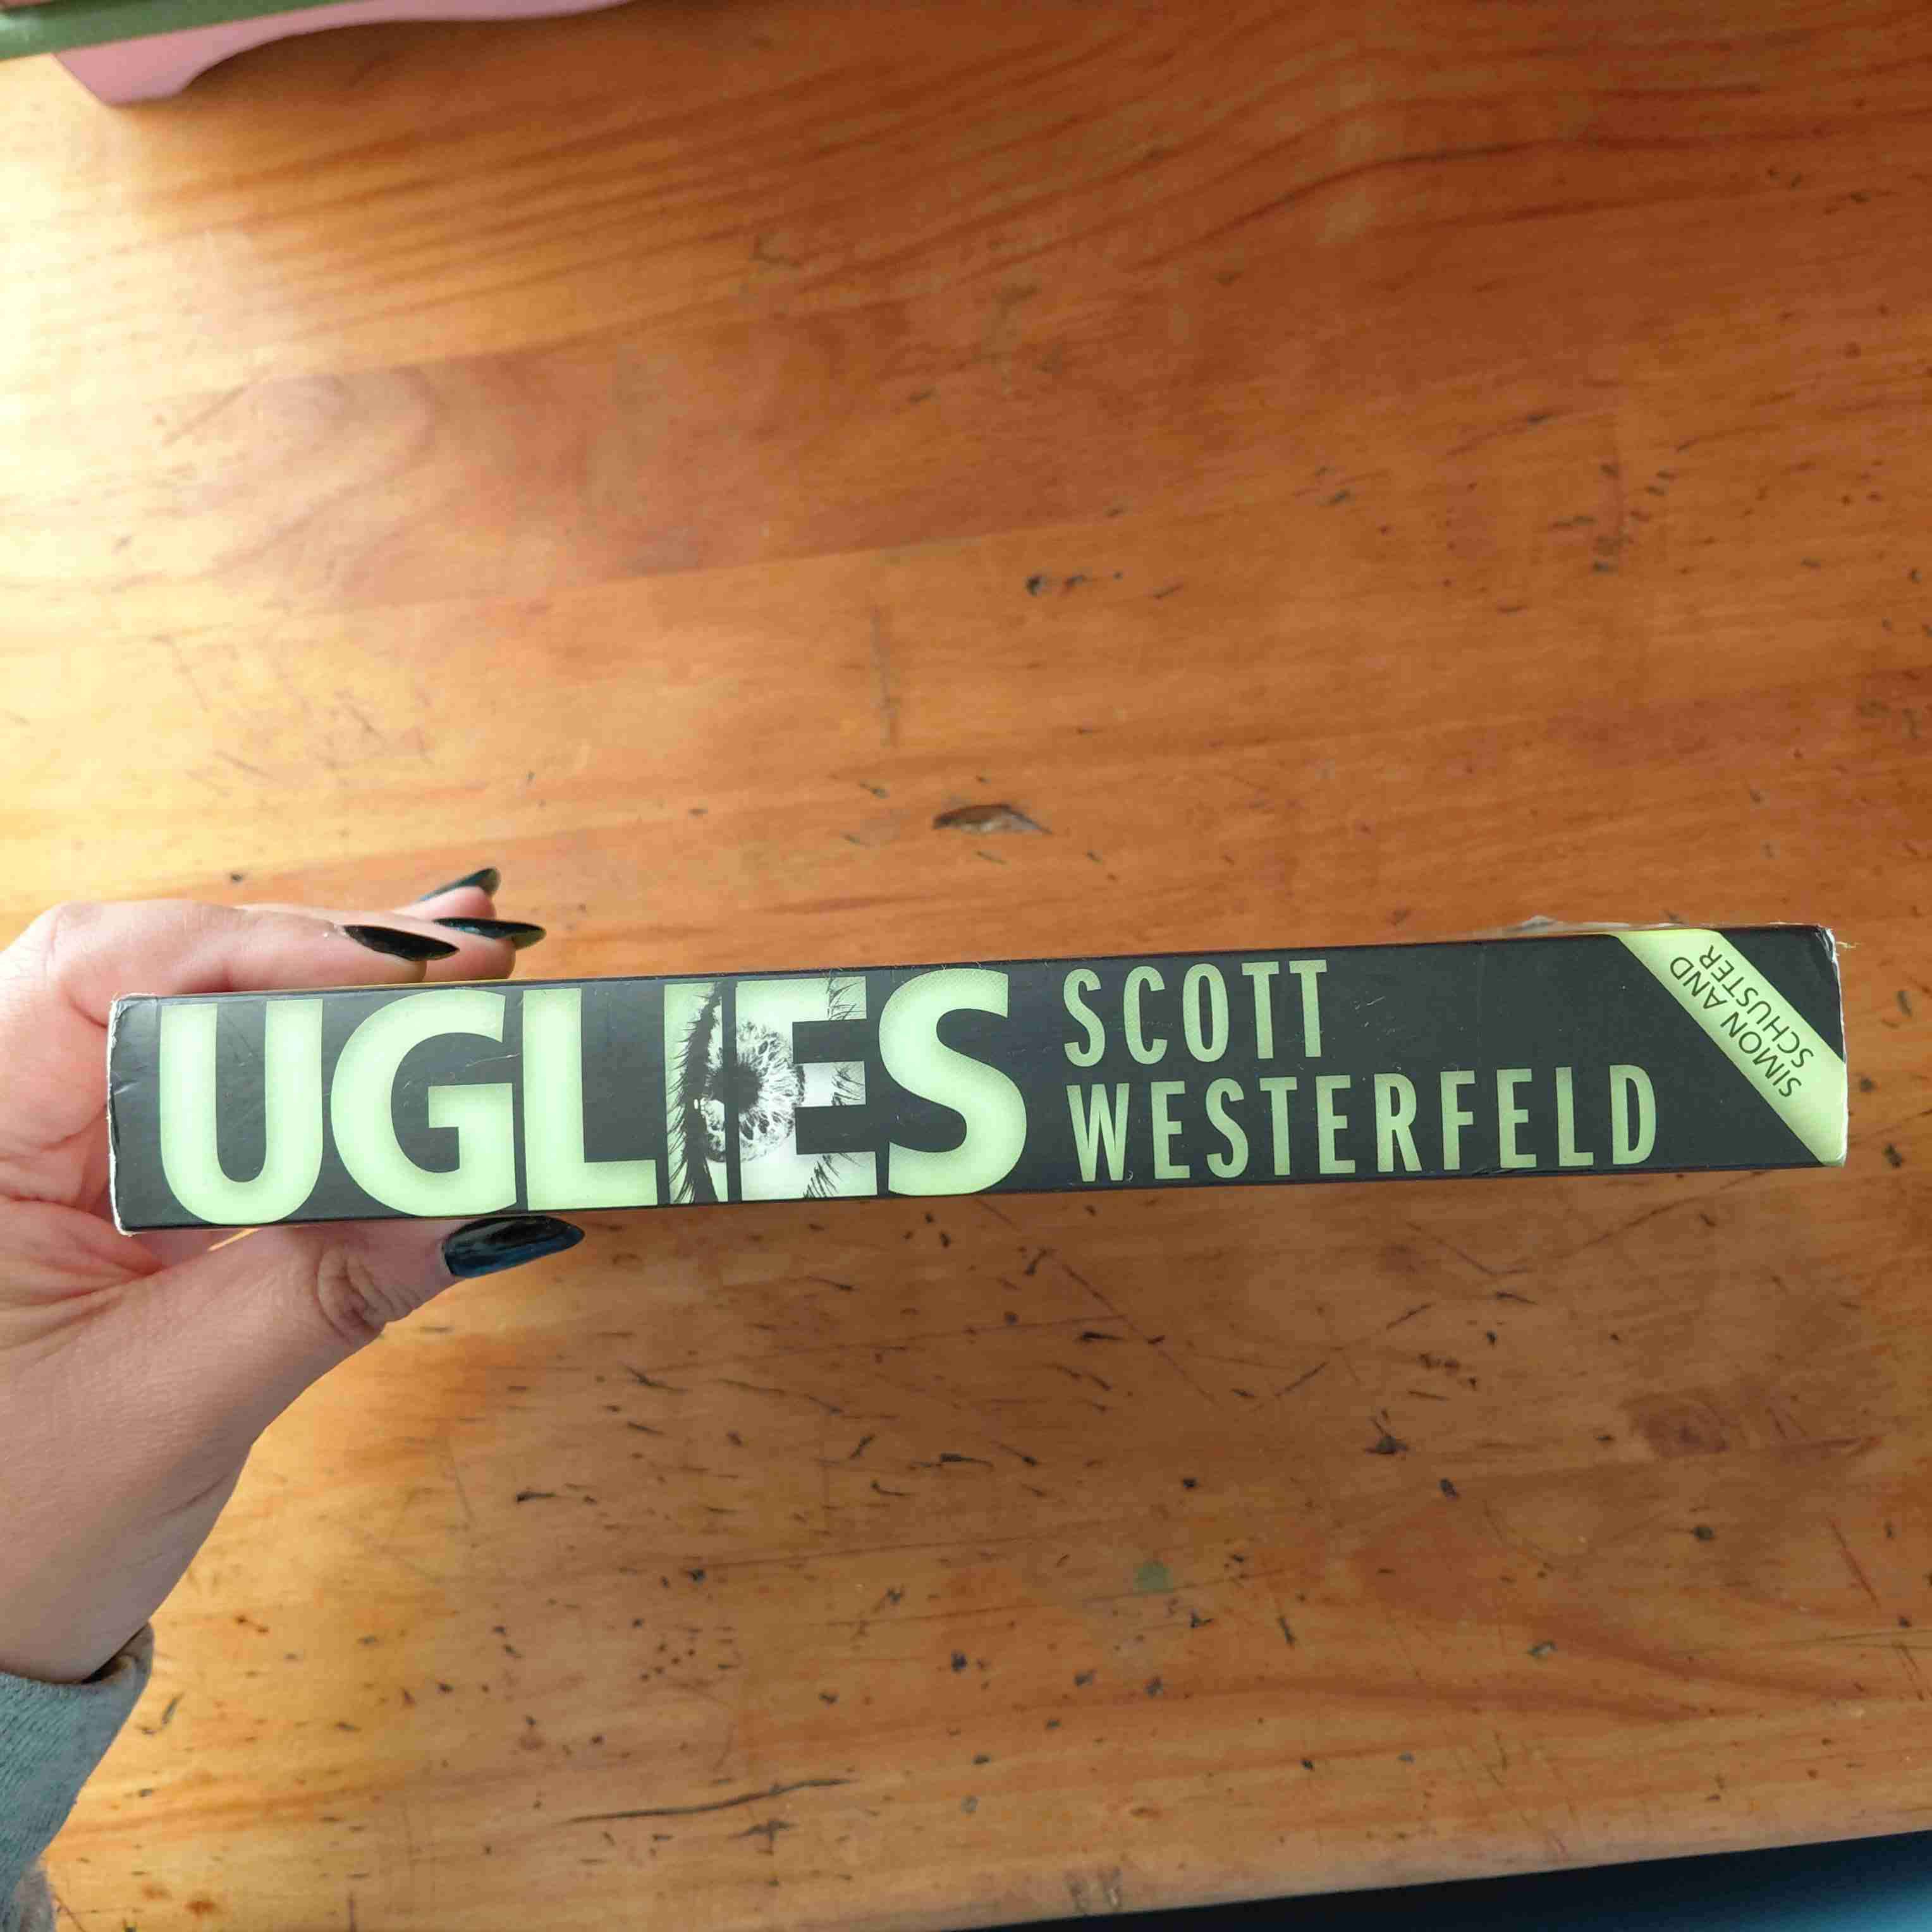 UGLIES
SCOTT
WESTERFELD
SIMON AND
SCHUSTER